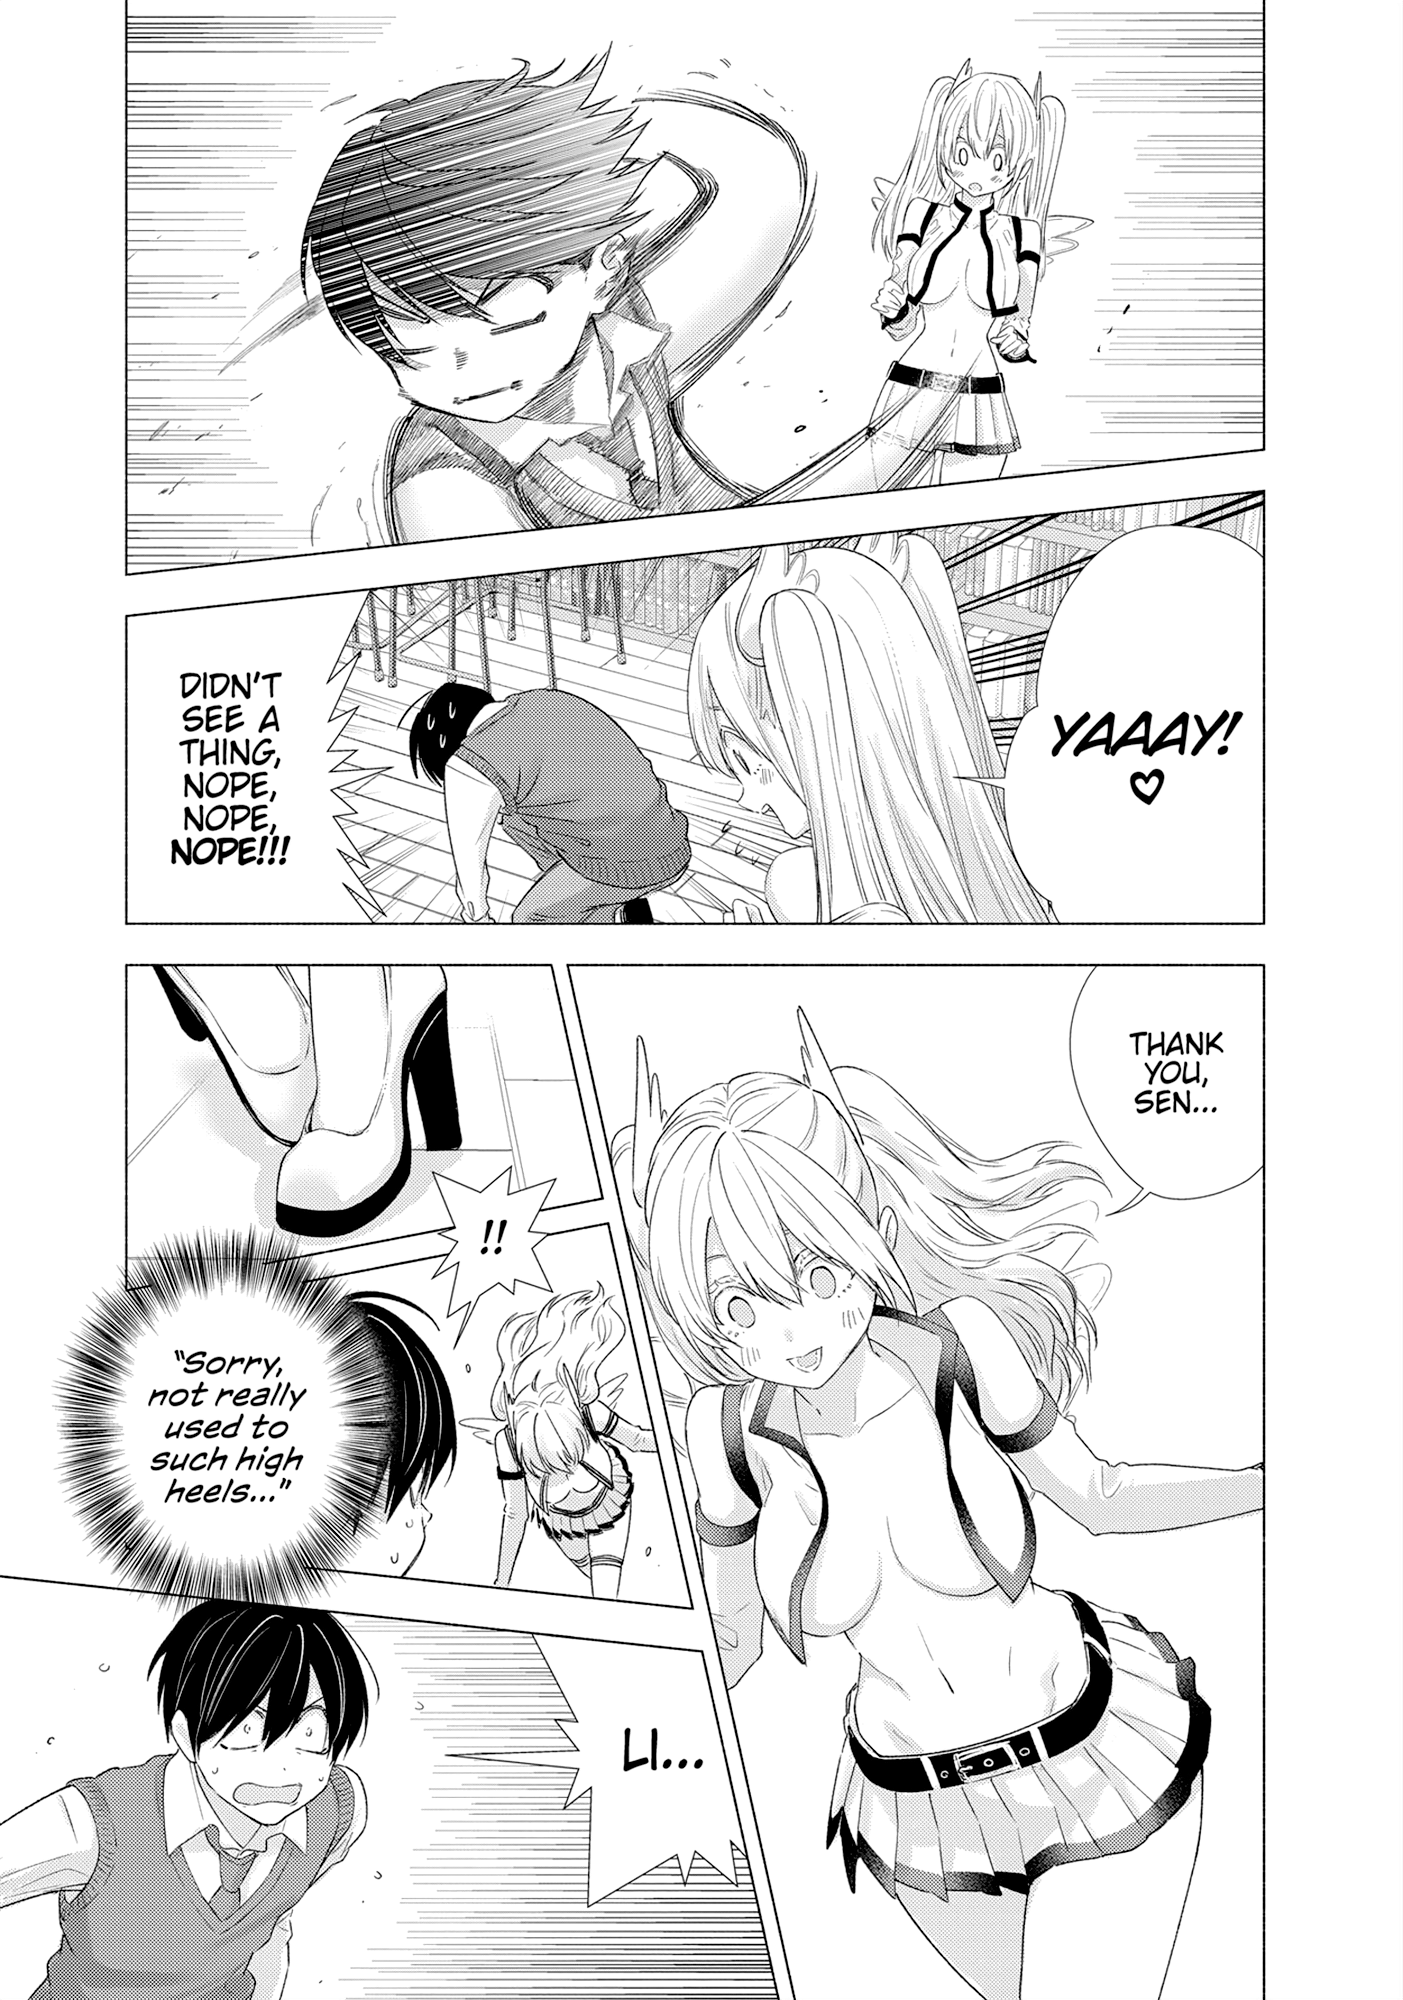 YAAAY!
♡
DIDN'T
SEE A
THING,
NOPE,
NOPE,
NOPE!!!
THANK
YOU,
SEN...
!!
"Sorry,
not really
used to
such high
heels..."
LI...